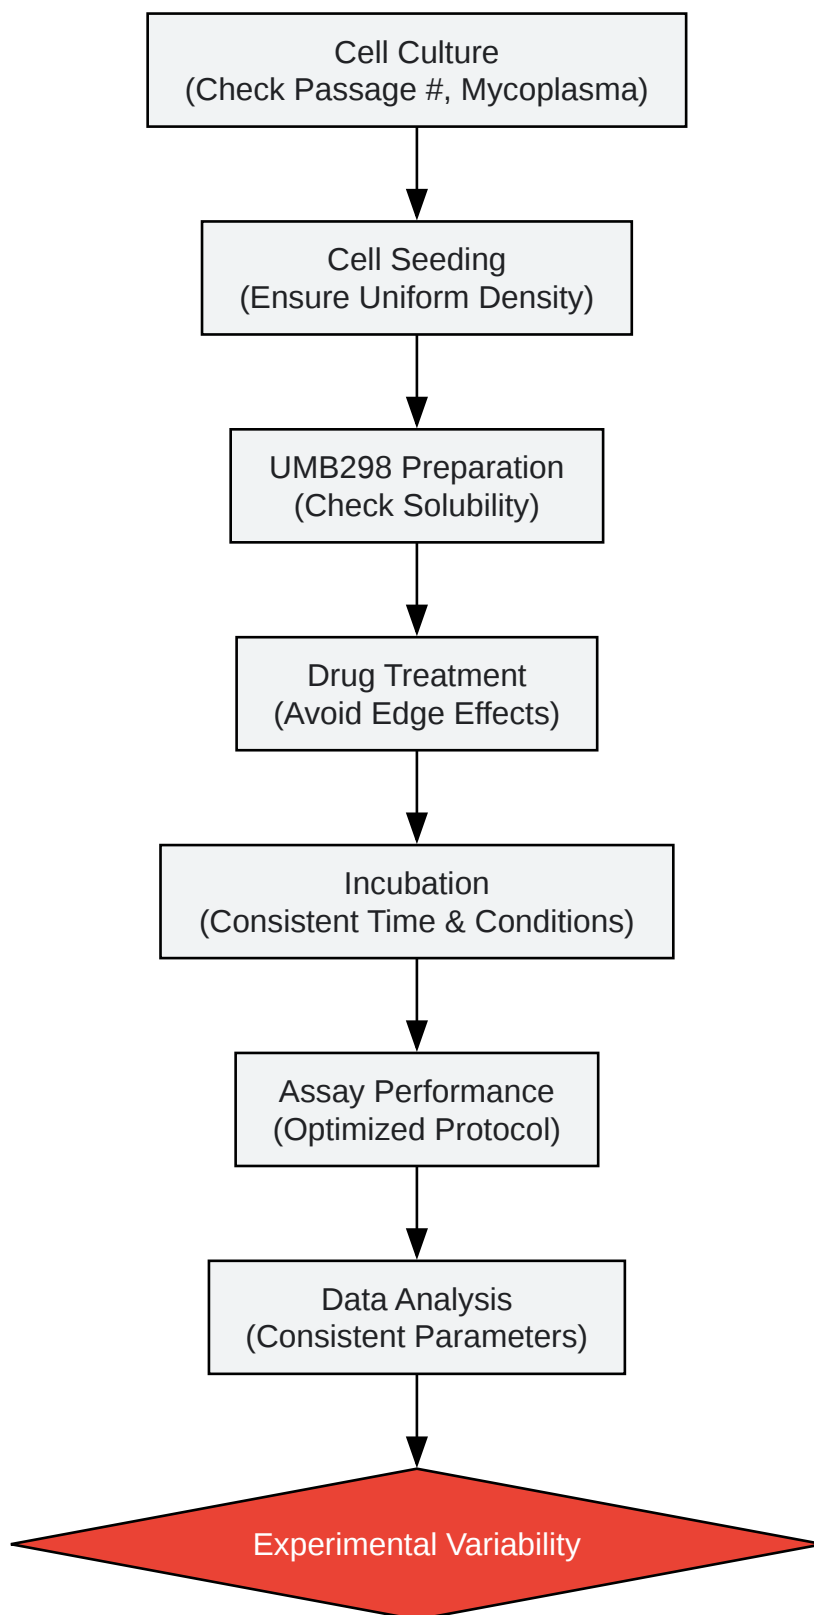 Cell Culture
(Check Passage #, Mycoplasma)
Cell Seeding
(Ensure Uniform Density)
UMB298 Preparation
(Check Solubility)
Drug Treatment
(Avoid Edge Effects)
Incubation
(Consistent Time & Conditions)
Assay Performance
(Optimized Protocol)
Data Analysis
(Consistent Parameters)
Experimental Variability